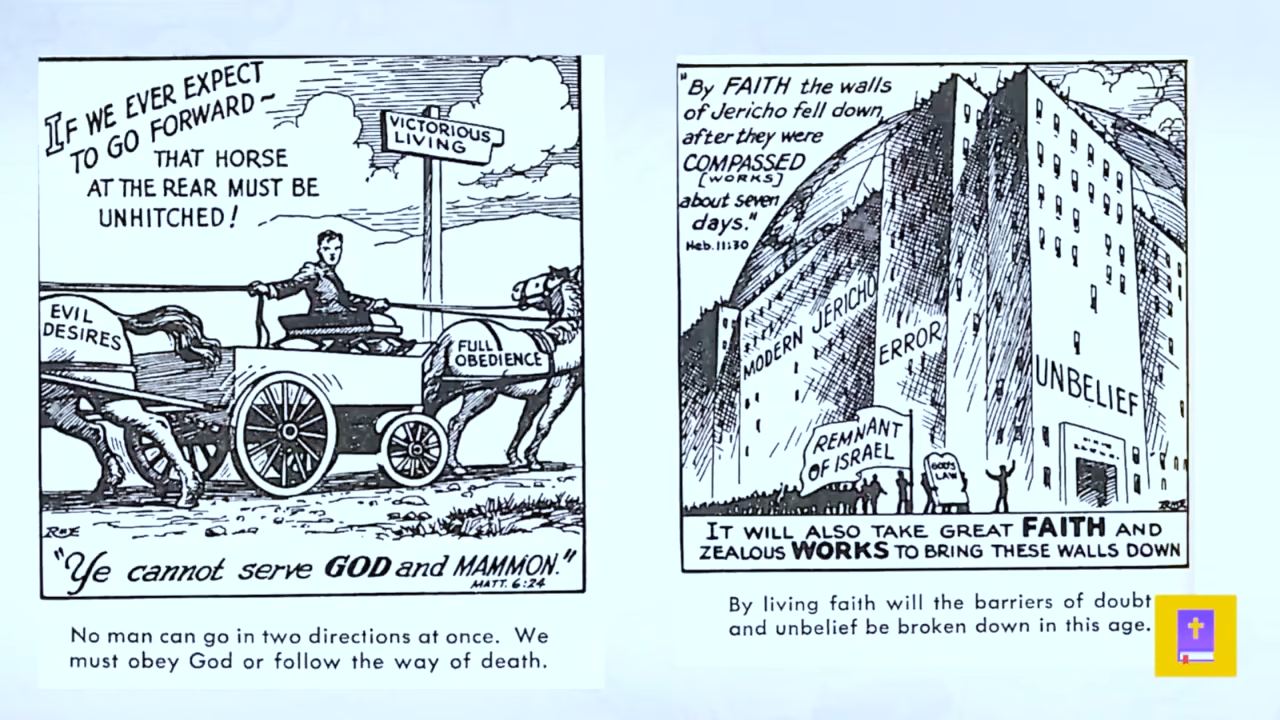 IF WE EVER EXPECT
TO GO FORWARD~
THAT HORSE
AT THE REAR MUST BE
UNHITCHED!
VICTORIOUS
LIVING
EVIL
DESIRES
FULL
OBEDIENCE
"Ye cannot serve GOD and MAMMON."
MATT. 6:24
No man can go in two directions at once. We
must obey God or follow the way of death.
"By FAITH the walls
of Jericho fell down,
after they were
COMPASSED
[WORKS]
about seven
days."
Heb. 11:30
MODERN JERICHO
ERROR
UNBELIEF
REMNANT
OF ISRAEL
GOD'S
LAW
IT WILL ALSO TAKE GREAT FAITH AND
ZEALOUS WORKS TO BRING THESE WALLS DOWN
By living faith will the barriers of doubt
and unbelief be broken down in this age.